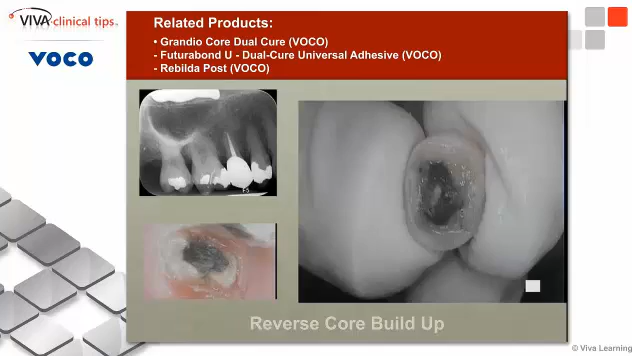 VIVA clinical tips™
VOCO
Related Products:
• Grandio Core Dual Cure (VOCO)
- Futurabond U - Dual-Cure Universal Adhesive (VOCO)
- Rebilda Post (VOCO)
Reverse Core Build Up
© Viva Learning